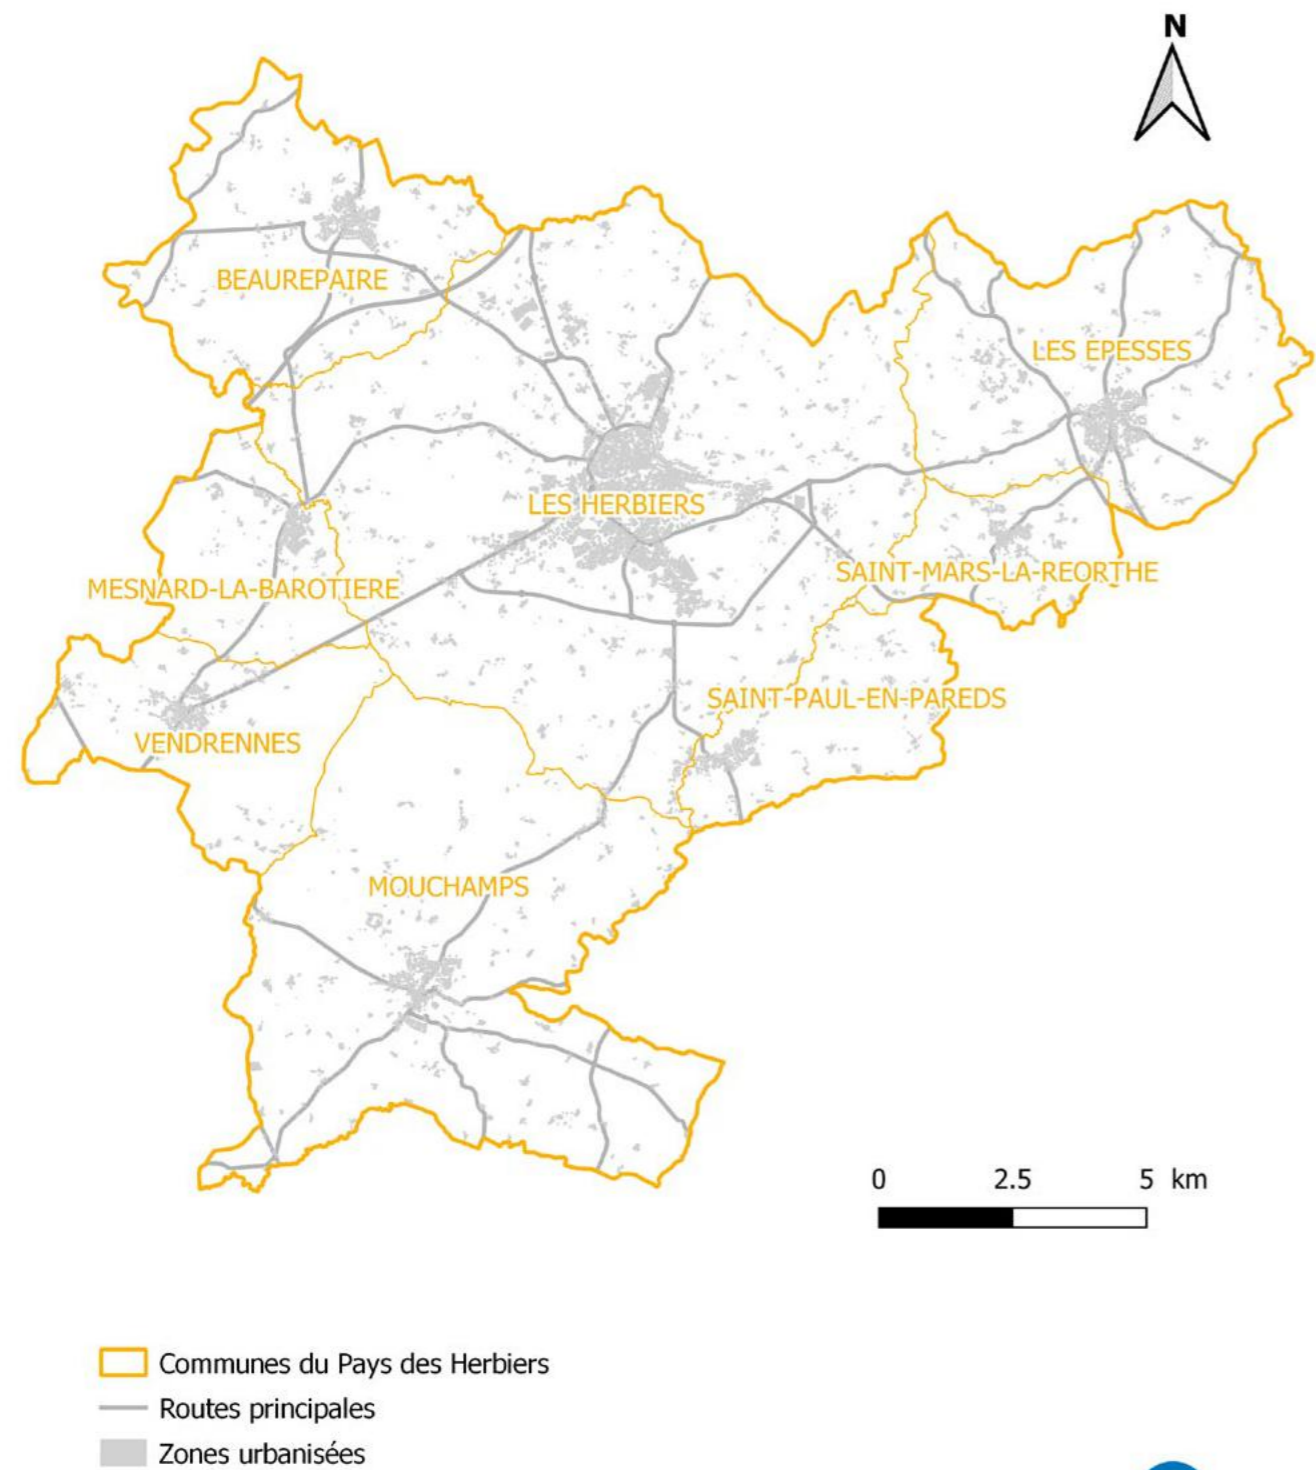 N
BEAUREPAIRE
LES EPESSES
LES HERBIERS
SAINT-MARS-LA-REORTHE
MESNARD-LA-BAROTIERE
SAINT-PAUL-EN-PAREDS
VENDRENNES
MOUCHAMPS
0 2.5 5 km
Communes du Pays des Herbiers
Routes principales
Zones urbanisées